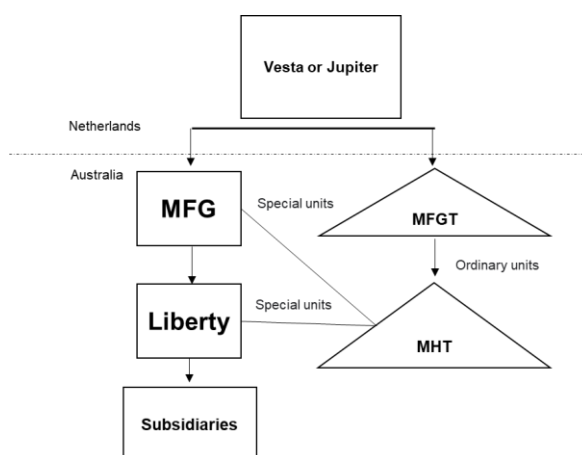 Vesta or Jupiter
Netherlands
Australia
MFG
Special units
MFGT
Ordinary units
Liberty
Special units
MHT
Subsidiaries